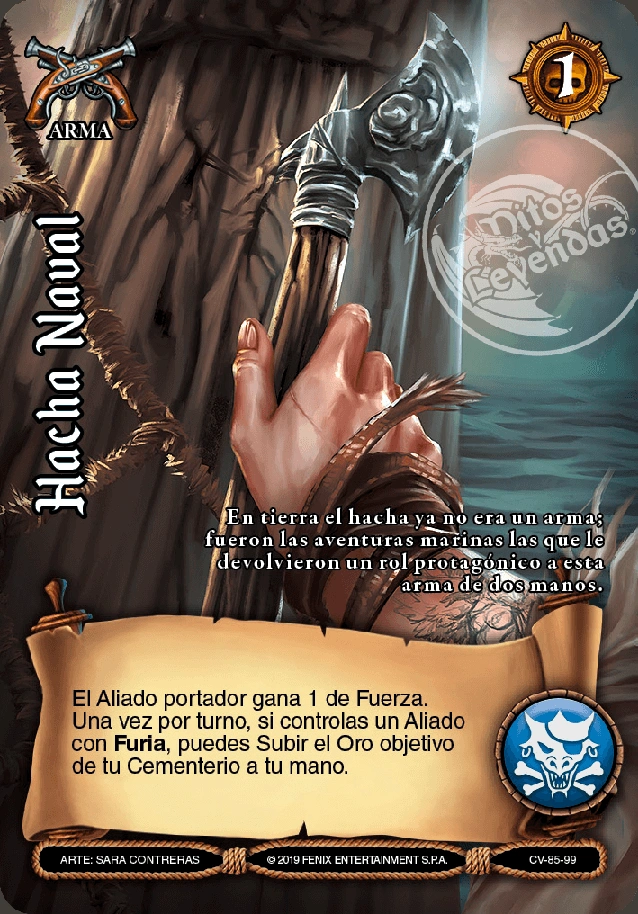 ARMA
1
Mitos
y
Leyendas
Hacha Naval
En tierra el hacha ya no era un arma;
fueron las aventuras marinas las que le
devolvieron un rol protagónico a esta
arma de dos manos.
El Aliado portador gana 1 de Fuerza.
Una vez por turno, si controlas un Aliado
con Furia, puedes Subir el Oro objetivo
de tu Cementerio a tu mano.
ARTE: SARA CONTRERAS
© 2019 FENIX ENTERTAINMENT S.P.A.
CV-85-99